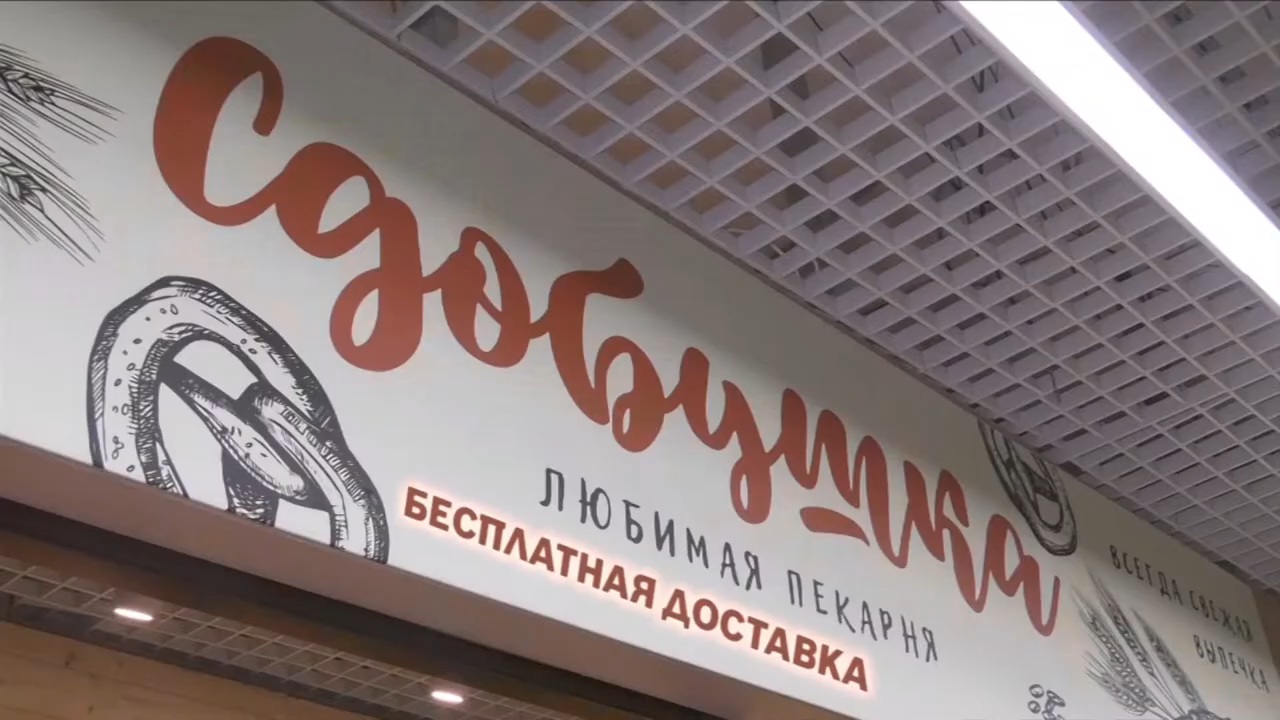 Сдобушка
ЛЮБИМАЯ ПЕКАРНЯ
БЕСПЛАТНАЯ ДОСТАВКА
ВСЕГДА СВЕЖАЯ
ВЫПЕЧКА